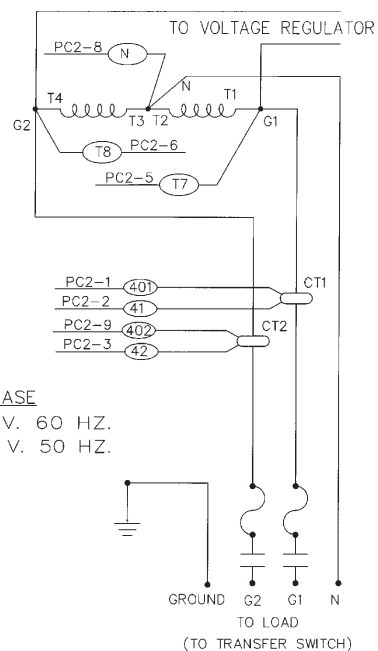 TO VOLTAGE REGULATOR
PC2-8 N
N
T4 T1
G2 T3 T2 G1
T8 PC2-6
PC2-5 T7
PC2-1 401 CT1
PC2-2 41
PC2-9 402 CT2
PC2-3 42
ASE
V. 60 HZ.
V. 50 HZ.
GROUND G2 G1 N
TO LOAD
(TO TRANSFER SWITCH)